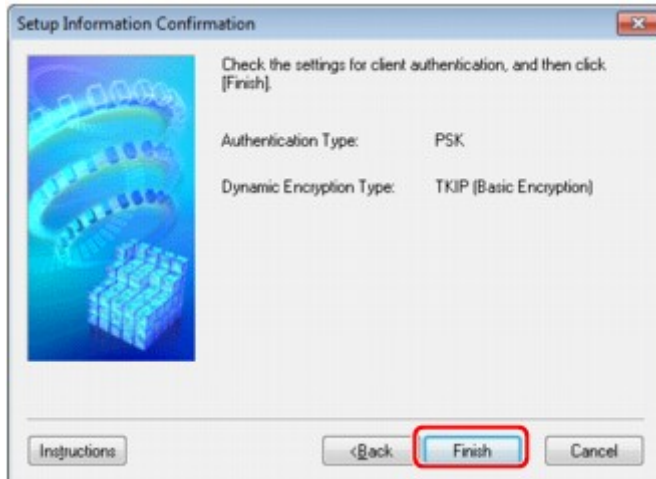 Setup Information Confirmation
Check the settings for client authentication, and then click
[Finish].
Authentication Type: PSK
Dynamic Encryption Type: TKIP (Basic Encryption)
Instructions <Back Finish Cancel